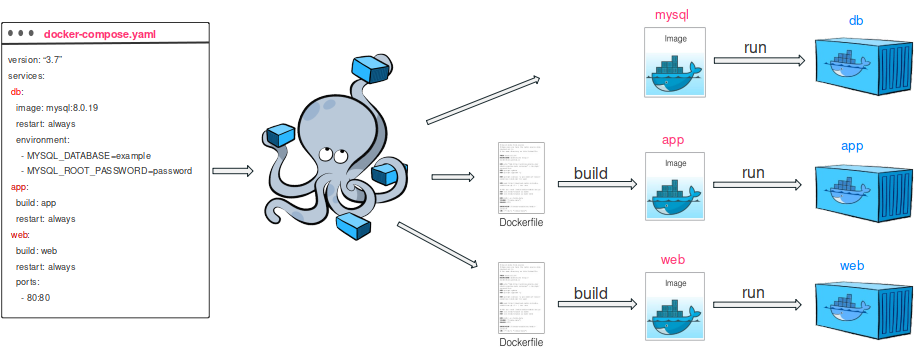 docker-compose.yaml
version: “3.7”
services:
db:
image: mysql:8.0.19
restart: always
environment:
- MYSQL_DATABASE=example
- MYSQL_ROOT_PASSWORD=password
app:
build: app
restart: always
web:
build: web
restart: always
ports:
- 80:80
mysql
Image
run
db
Dockerfile
build
app
Image
run
app
Dockerfile
build
web
Image
run
web